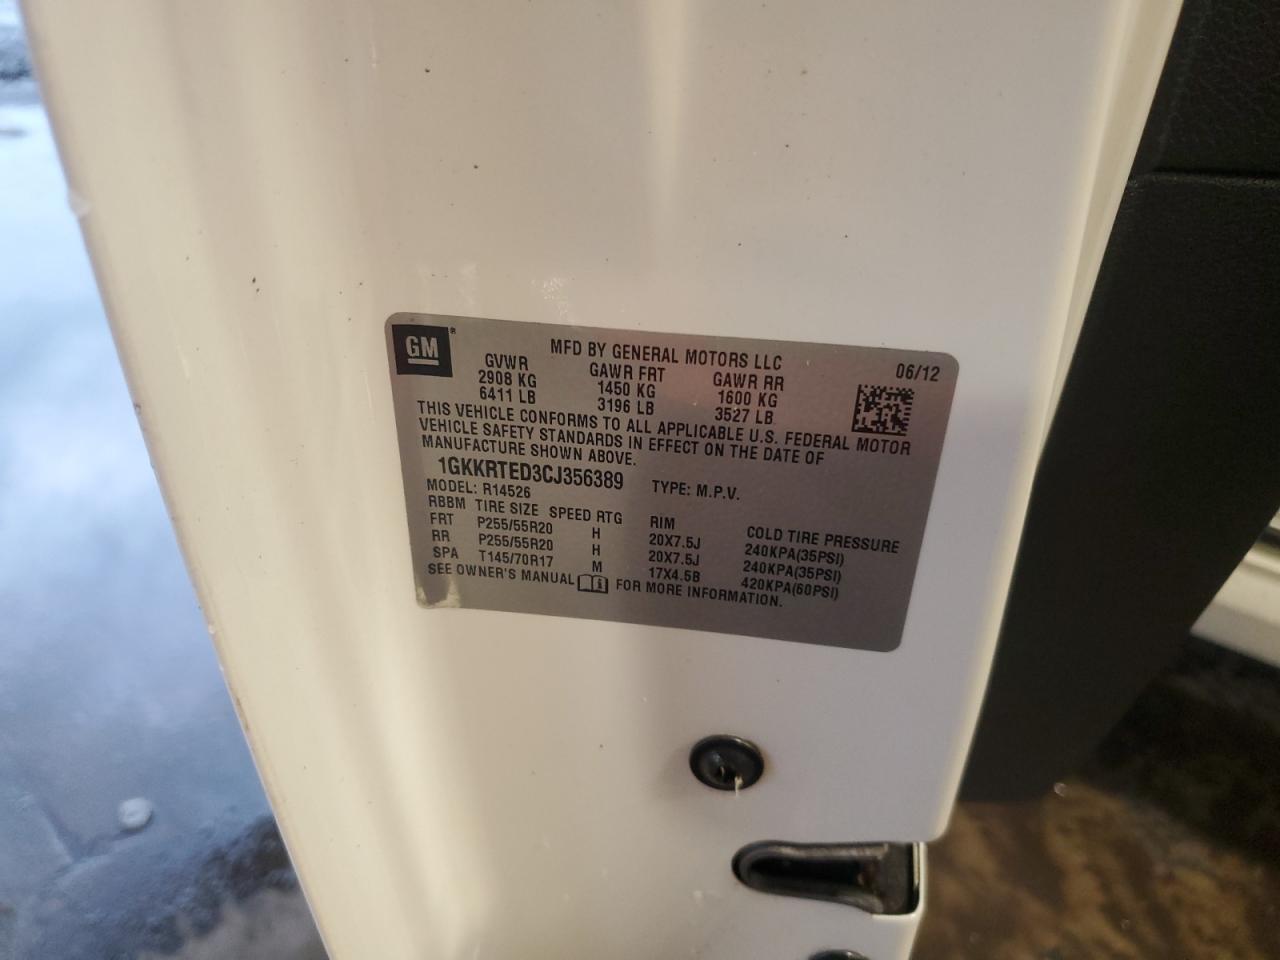 GM®
MFD BY GENERAL MOTORS LLC 06/12
GVWR GAWR FRT GAWR RR
2908 KG 1450 KG 1600 KG
6411 LB 3196 LB 3527 LB
THIS VEHICLE CONFORMS TO ALL APPLICABLE U.S. FEDERAL MOTOR
VEHICLE SAFETY STANDARDS IN EFFECT ON THE DATE OF
MANUFACTURE SHOWN ABOVE.
1GKKRTED3CJ356389 TYPE: M.P.V.
MODEL: R14526
RBBM TIRE SIZE SPEED RTG RIM COLD TIRE PRESSURE
FRT P255/55R20 H 20X7.5J 240KPA(35PSI)
RR P255/55R20 H 20X7.5J 240KPA(35PSI)
SPA T145/70R17 M 17X4.5B 420KPA(60PSI)
SEE OWNER'S MANUAL FOR MORE INFORMATION.